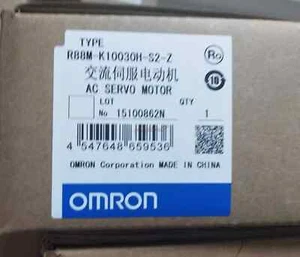 TYPE
R88M-K10030H-S2-Z
交流伺服电动机
AC SERVO MOTOR
LOT QTY
No 15100862N 1
4 547648 659536
OMRON Corporation MADE IN CHINA
OMRON